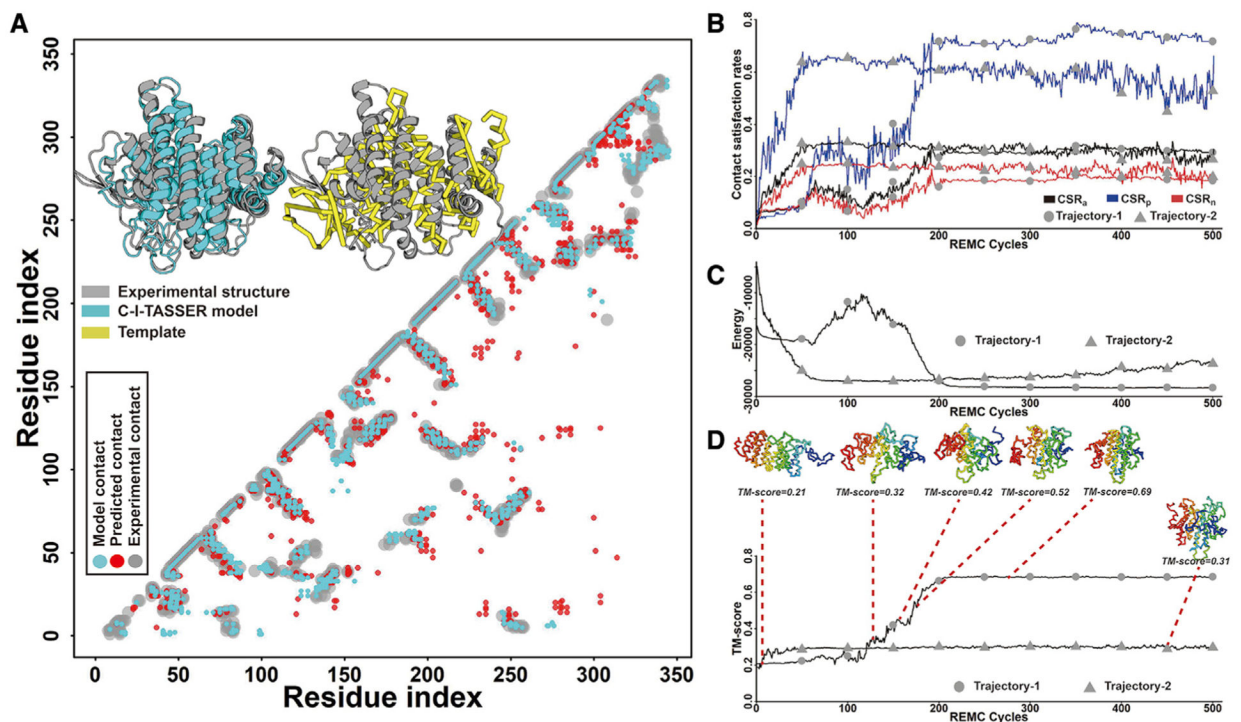 A
Residue index
350
300
250
200
150
100
50
0
Experimental structure
C-I-TASSER model
Template
Model contact
Predicted contact
Experimental contact
0 50 100 150 200 250 300 350
Residue index
B
Contact satisfaction rates
0.8
0.6
0.4
0.2
0.0
CSRa CSRp CSRn
Trajectory-1 Trajectory-2
0 100 200 300 400 500
REMC Cycles
C
Energy
-10000
-20000
-30000
Trajectory-1 Trajectory-2
0 100 200 300 400 500
REMC Cycles
D
TM-score=0.21 TM-score=0.32 TM-score=0.42 TM-score=0.52 TM-score=0.69
TM-score=0.31
TM-score
0.8
0.6
0.4
0.2
0.0
Trajectory-1 Trajectory-2
0 100 200 300 400 500
REMC Cycles